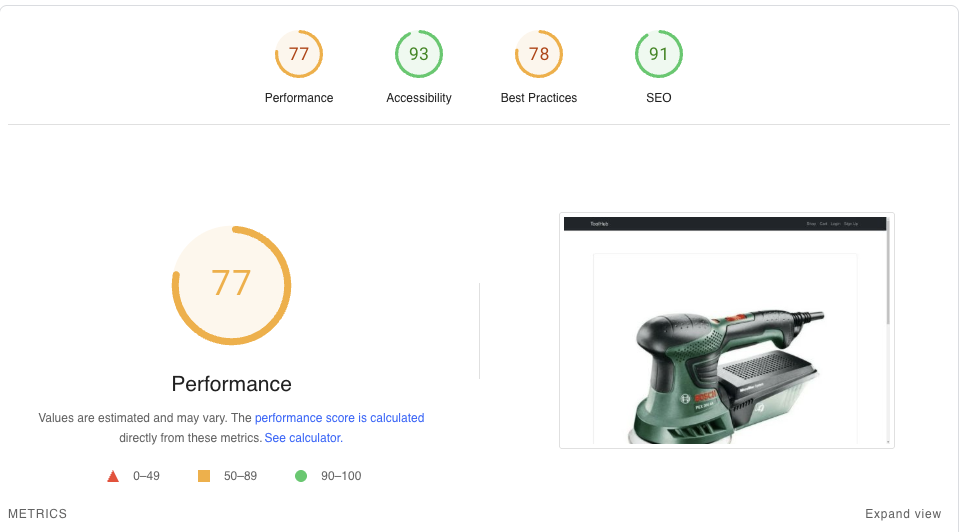 77
93
78
91
Performance
Accessibility
Best Practices
SEO
77
Performance
Values are estimated and may vary. The performance score is calculated
directly from these metrics. See calculator.
0–49
50–89
90–100
ToolHub
Cart
Login
Sign Up
BOSCH
METRICS
Expand view